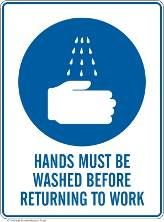 HANDS MUST BE
WASHED BEFORE
RETURNING TO WORK